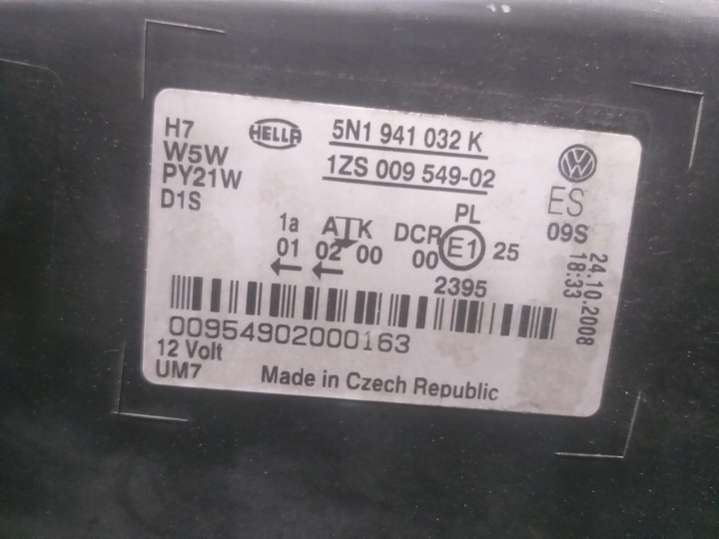 H7
W5W
PY21W
D1S
HELLA
5N1 941 032 K
1ZS 009 549-02
VW
ES
09S
24.10.2008
18:33
1a ATK DCR PL
01 02 00 00 E1 25
2395
00954902000163
12 Volt
UM7
Made in Czech Republic